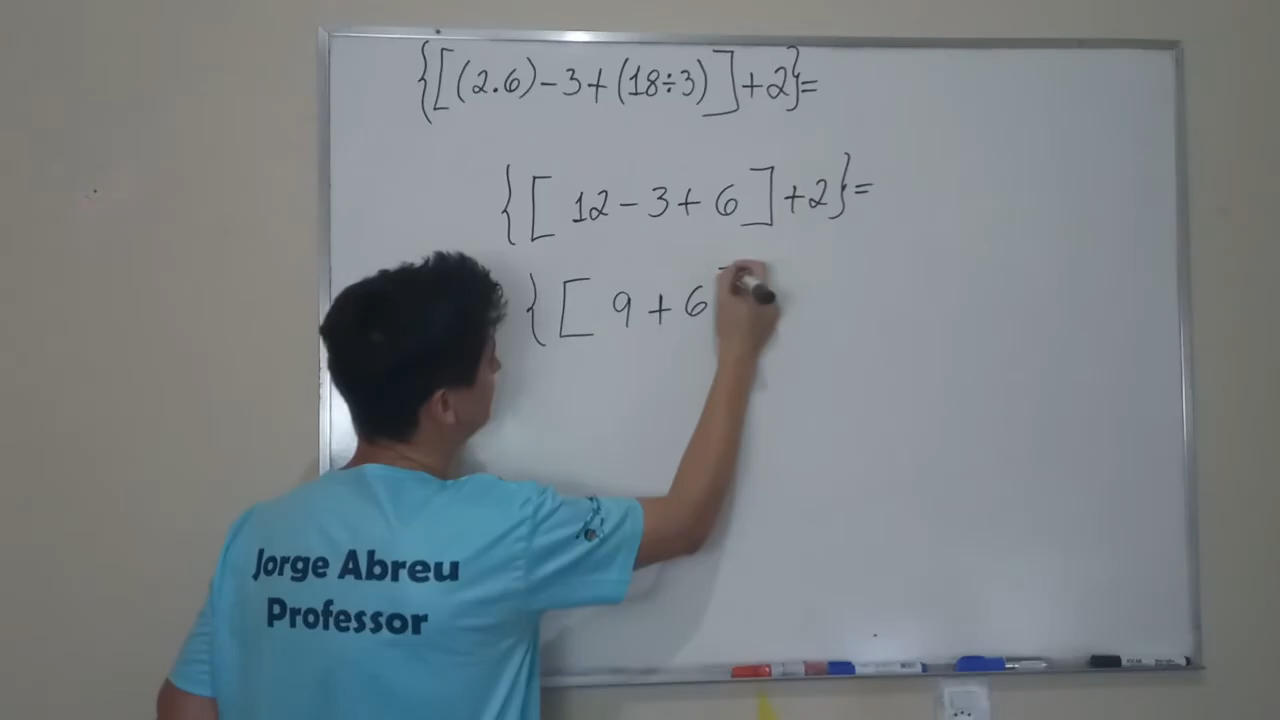 {[(2.6)-3+(18÷3)]+2}=
{[ 12-3+ 6]+2}=
{[ 9+6
Jorge Abreu
Professor